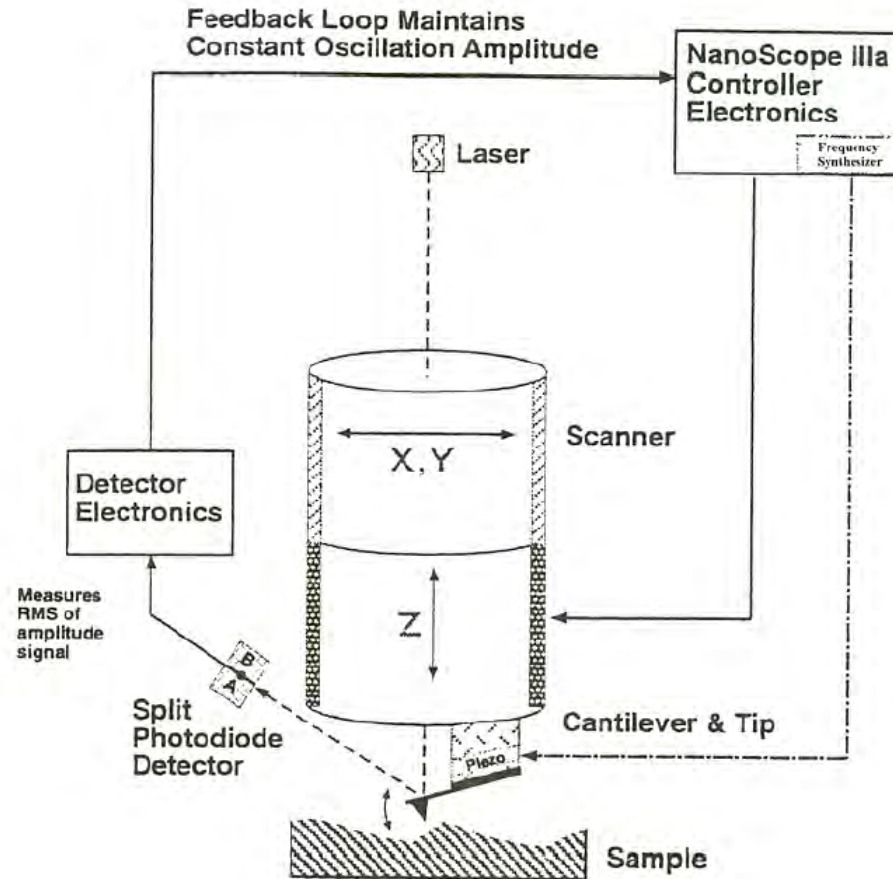 Feedback Loop Maintains
Constant Oscillation Amplitude
NanoScope IIIa
Controller
Electronics
Frequency
Synthesizer
Laser
Scanner
X, Y
Detector
Electronics
Z
Measures
RMS of
amplitude
signal
B
A
Split
Photodiode
Detector
Cantilever & Tip
Piezo
Sample